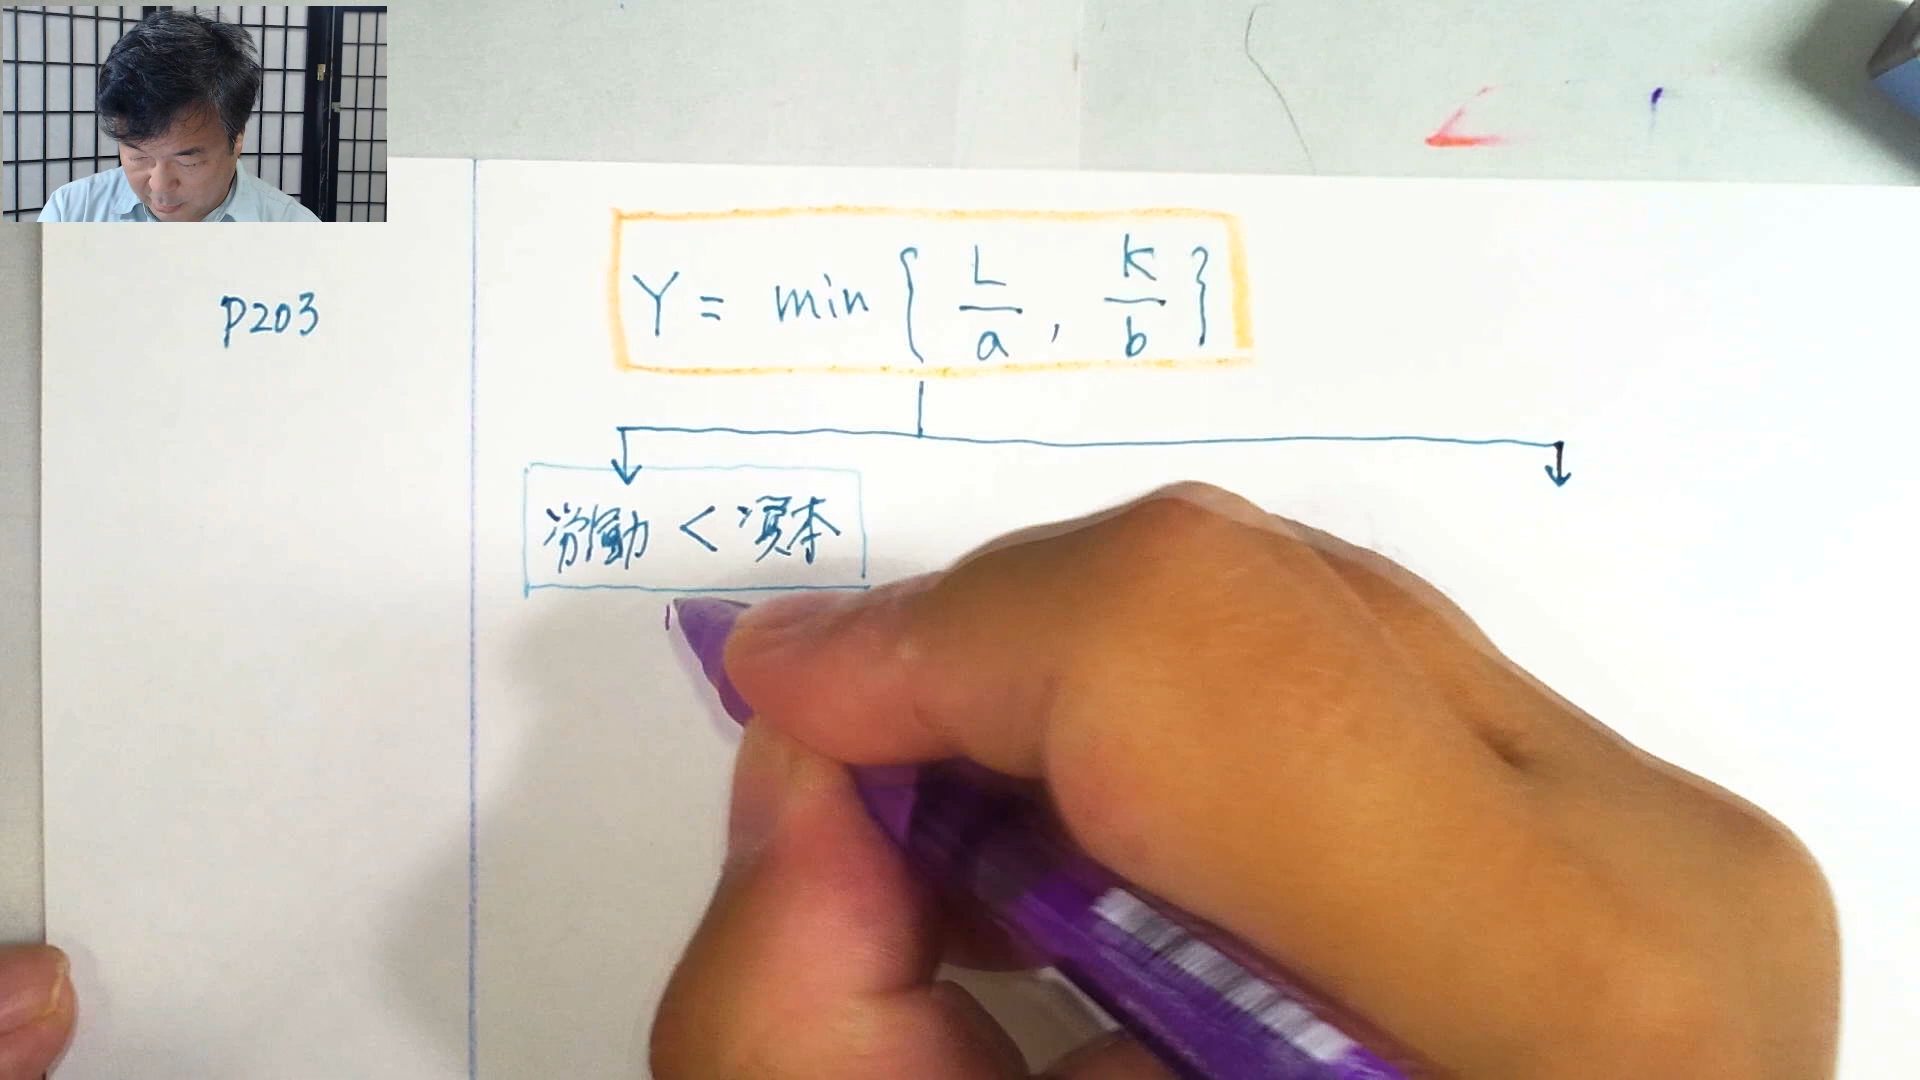 P203
Y = min { L/a , K/b }
労働 < 資本